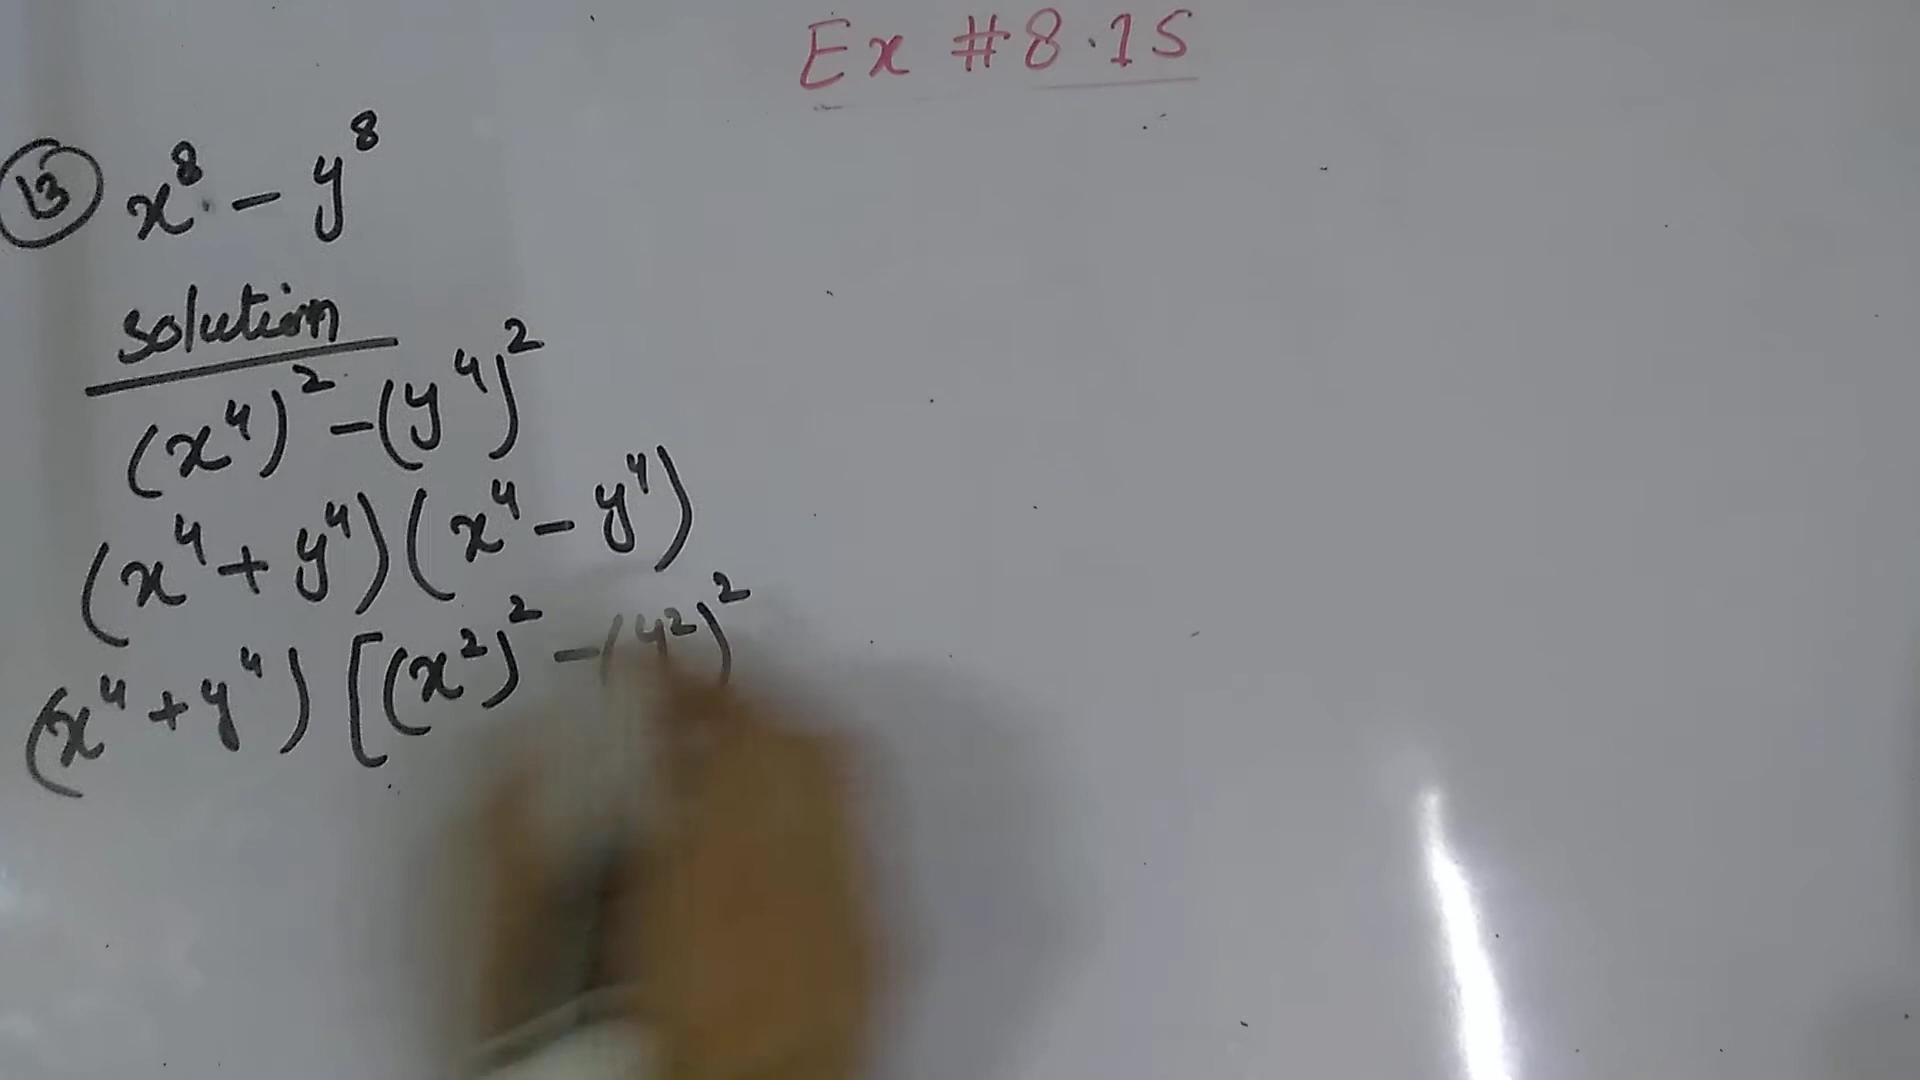 Ex #8.15
13 x⁸ - y⁸
solution
(x⁴)² - (y⁴)²
(x⁴ + y⁴)(x⁴ - y⁴)
(x⁴ + y⁴) [(x²)² - (y²)²